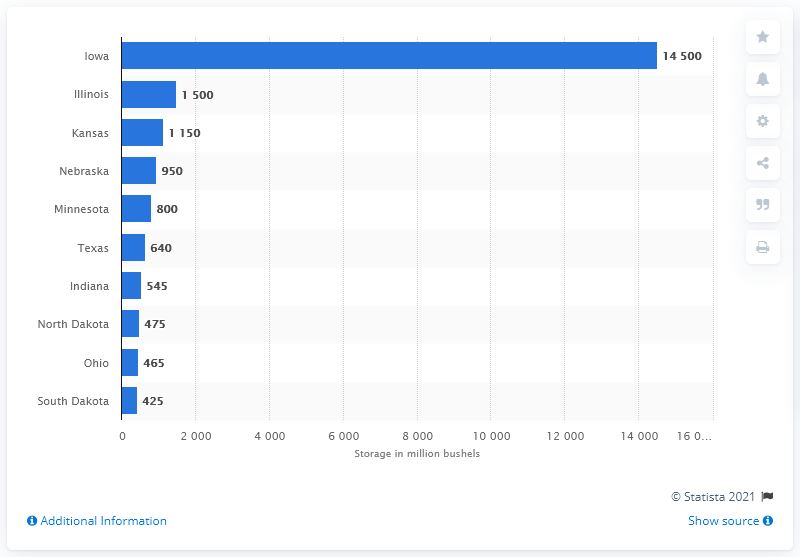 Iowa 14 500
Illinois 1 500
Kansas 1 150
Nebraska 950
Minnesota 800
Texas 640
Indiana 545
North Dakota 475
Ohio 465
South Dakota 425
0 2 000 4 000 6 000 8 000 10 000 12 000 14 000 16 0...
Storage in million bushels
© Statista 2021
Additional Information Show source